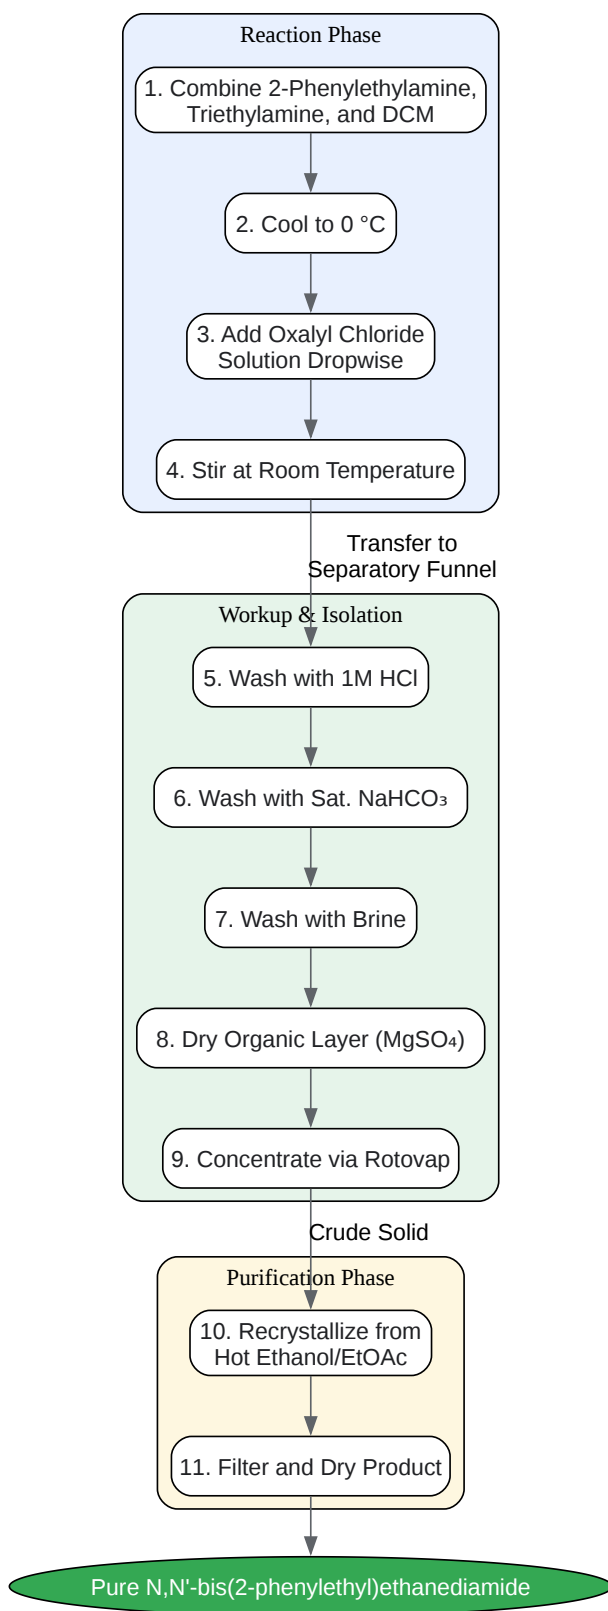 Reaction Phase
1. Combine 2-Phenylethylamine,
Triethylamine, and DCM
2. Cool to 0 °C
3. Add Oxalyl Chloride
Solution Dropwise
4. Stir at Room Temperature
Transfer to
Separatory Funnel
Workup & Isolation
5. Wash with 1M HCl
6. Wash with Sat. NaHCO₃
7. Wash with Brine
8. Dry Organic Layer (MgSO₄)
9. Concentrate via Rotovap
Crude Solid
Purification Phase
10. Recrystallize from
Hot Ethanol/EtOAc
11. Filter and Dry Product
Pure N,N'-bis(2-phenylethyl)ethanediamide